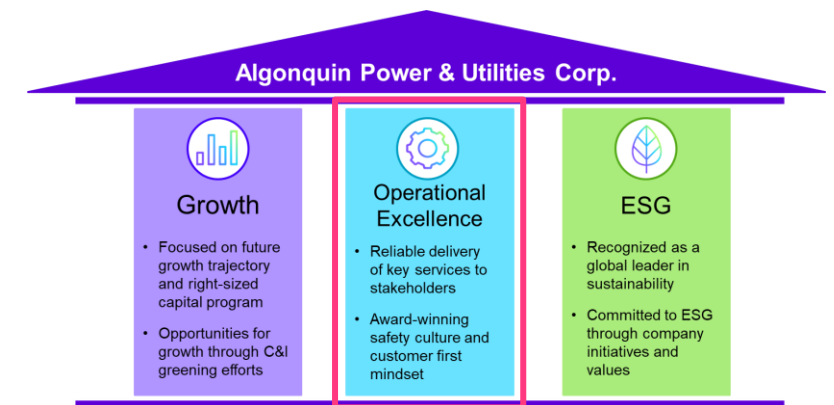 Algonquin Power & Utilities Corp.
Growth
• Focused on future
growth trajectory
and right-sized
capital program
• Opportunities for
growth through C&I
greening efforts
Operational
Excellence
• Reliable delivery
of key services to
stakeholders
• Award-winning
safety culture and
customer first
mindset
ESG
• Recognized as a
global leader in
sustainability
• Committed to ESG
through company
initiatives and
values